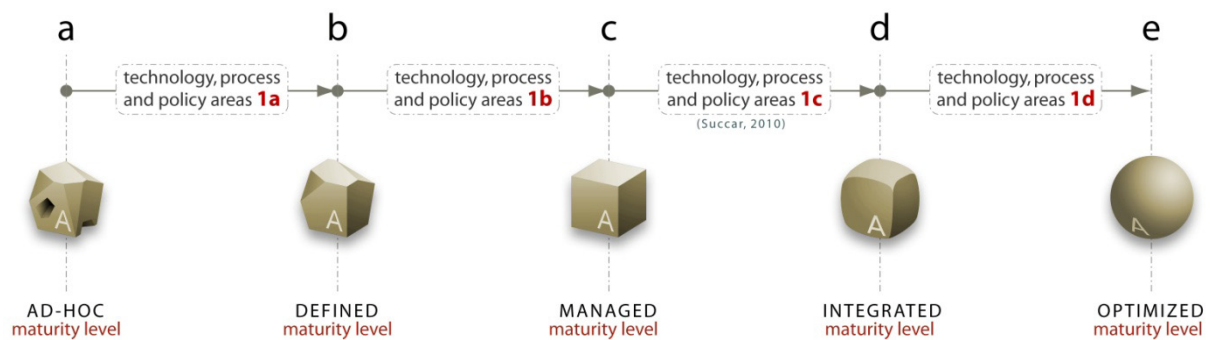 a b c d e
technology, process
and policy areas 1a
technology, process
and policy areas 1b
technology, process
and policy areas 1c
(Succar, 2010)
technology, process
and policy areas 1d
A A A A A
AD-HOC
maturity level
DEFINED
maturity level
MANAGED
maturity level
INTEGRATED
maturity level
OPTIMIZED
maturity level